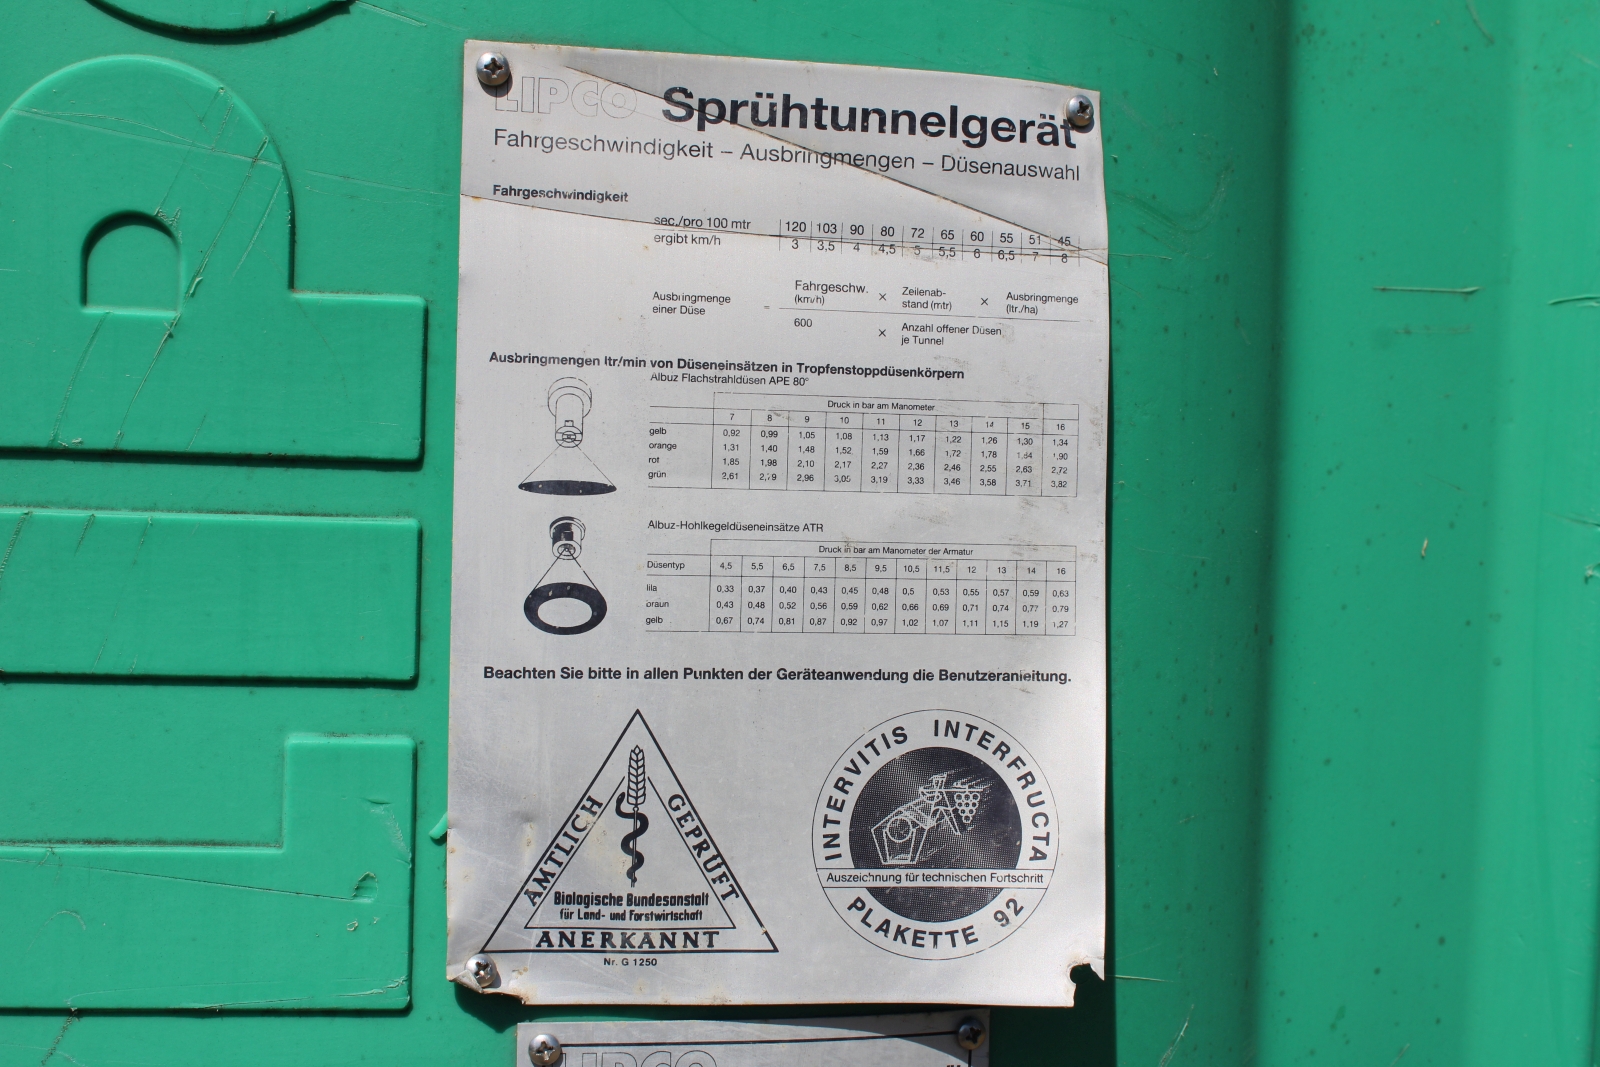 LIPCO Sprühtunnelgerät
Fahrgeschwindigkeit – Ausbringmengen – Düsenauswahl
Fahrgeschwindigkeit
sec./pro 100 mtr 120 103 90 80 72 65 60 55 51 45
ergibt km/h 3 3,5 4 4,5 5 5,5 6 6,5 7 8
Ausbringmenge einer Düse = Fahrgeschw. (km/h) × Zeilenab-stand (mtr) × Ausbringmenge (ltr./ha)
600 × Anzahl offener Düsen je Tunnel
Ausbringmengen ltr/min von Düseneinsätzen in Tropfenstoppdüsenkörpern
Albuz Flachstrahldüsen APE 80°
Druck in bar am Manometer
7 8 9 10 11 12 13 14 15 16
gelb 0,92 0,99 1,05 1,08 1,13 1,17 1,22 1,26 1,30 1,34
orange 1,31 1,40 1,48 1,52 1,59 1,66 1,72 1,78 1,84 1,90
rot 1,85 1,98 2,10 2,17 2,27 2,36 2,46 2,55 2,63 2,72
grün 2,61 2,79 2,96 3,05 3,19 3,33 3,46 3,58 3,71 3,82
Albuz-Hohlkegeldüseneinsätze ATR
Druck in bar am Manometer der Armatur
Düsentyp 4,5 5,5 6,5 7,5 8,5 9,5 10,5 11,5 12 13 14 16
lila 0,33 0,37 0,40 0,43 0,45 0,48 0,5 0,53 0,55 0,57 0,59 0,63
braun 0,43 0,48 0,52 0,56 0,59 0,62 0,66 0,69 0,71 0,74 0,77 0,79
gelb 0,67 0,74 0,81 0,87 0,92 0,97 1,02 1,07 1,11 1,15 1,19 1,27
Beachten Sie bitte in allen Punkten der Geräteanwendung die Benutzeranleitung.
AMTLICH GEPRÜFT
Biologische Bundesanstalt
für Land- und Forstwirtschaft
ANERKANNT
Nr. G 1250
INTERVITIS INTERFRUCTA
Auszeichnung für technischen Fortschritt
PLAKETTE 92
LIPCO